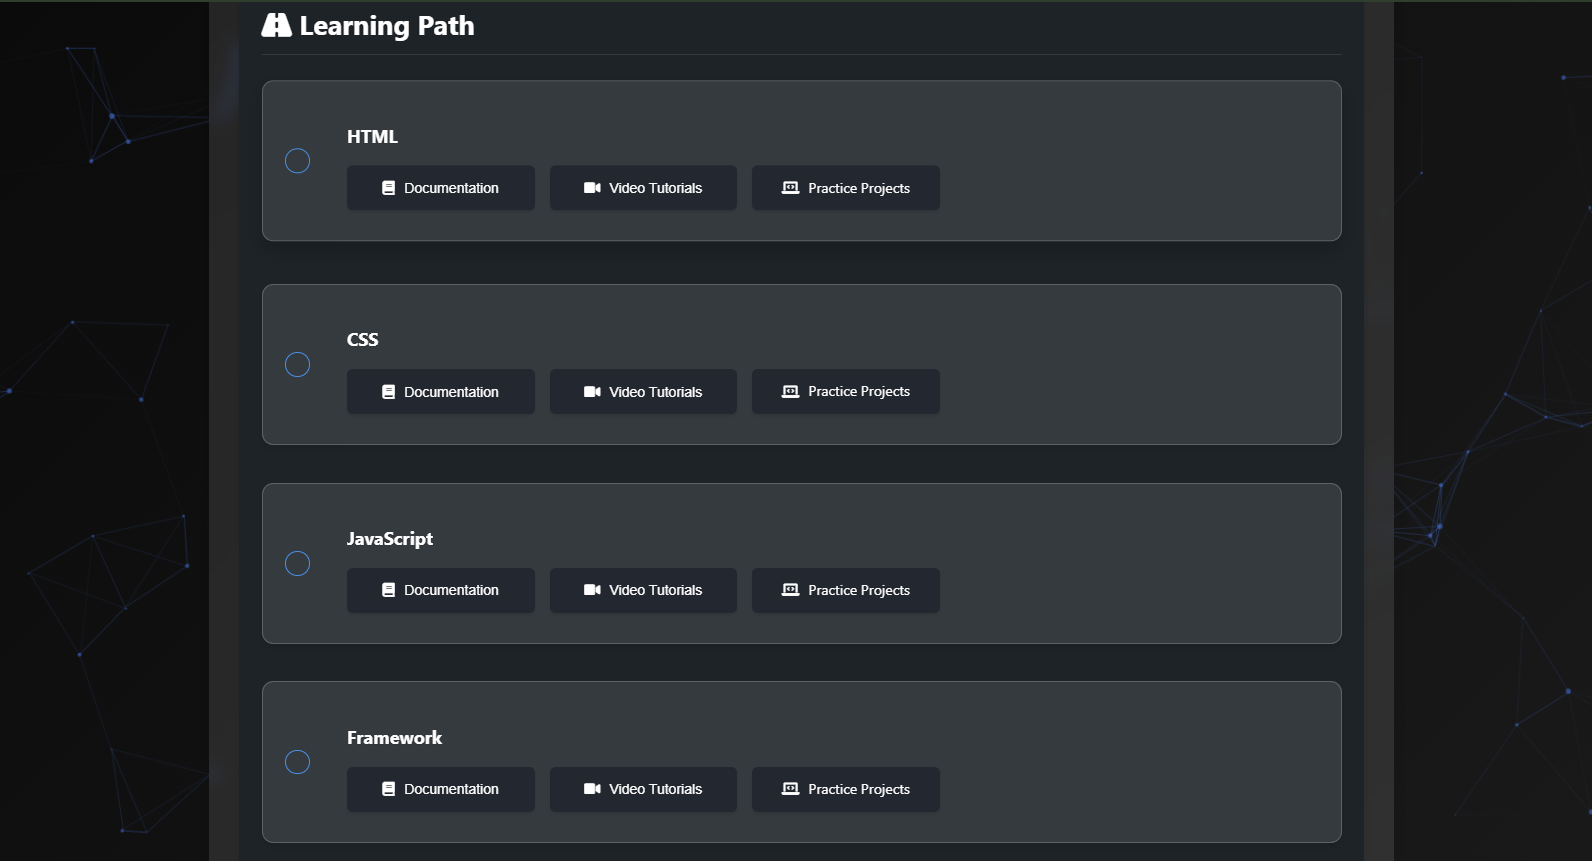 Learning Path
HTML
Documentation
Video Tutorials
Practice Projects
CSS
Documentation
Video Tutorials
Practice Projects
JavaScript
Documentation
Video Tutorials
Practice Projects
Framework
Documentation
Video Tutorials
Practice Projects